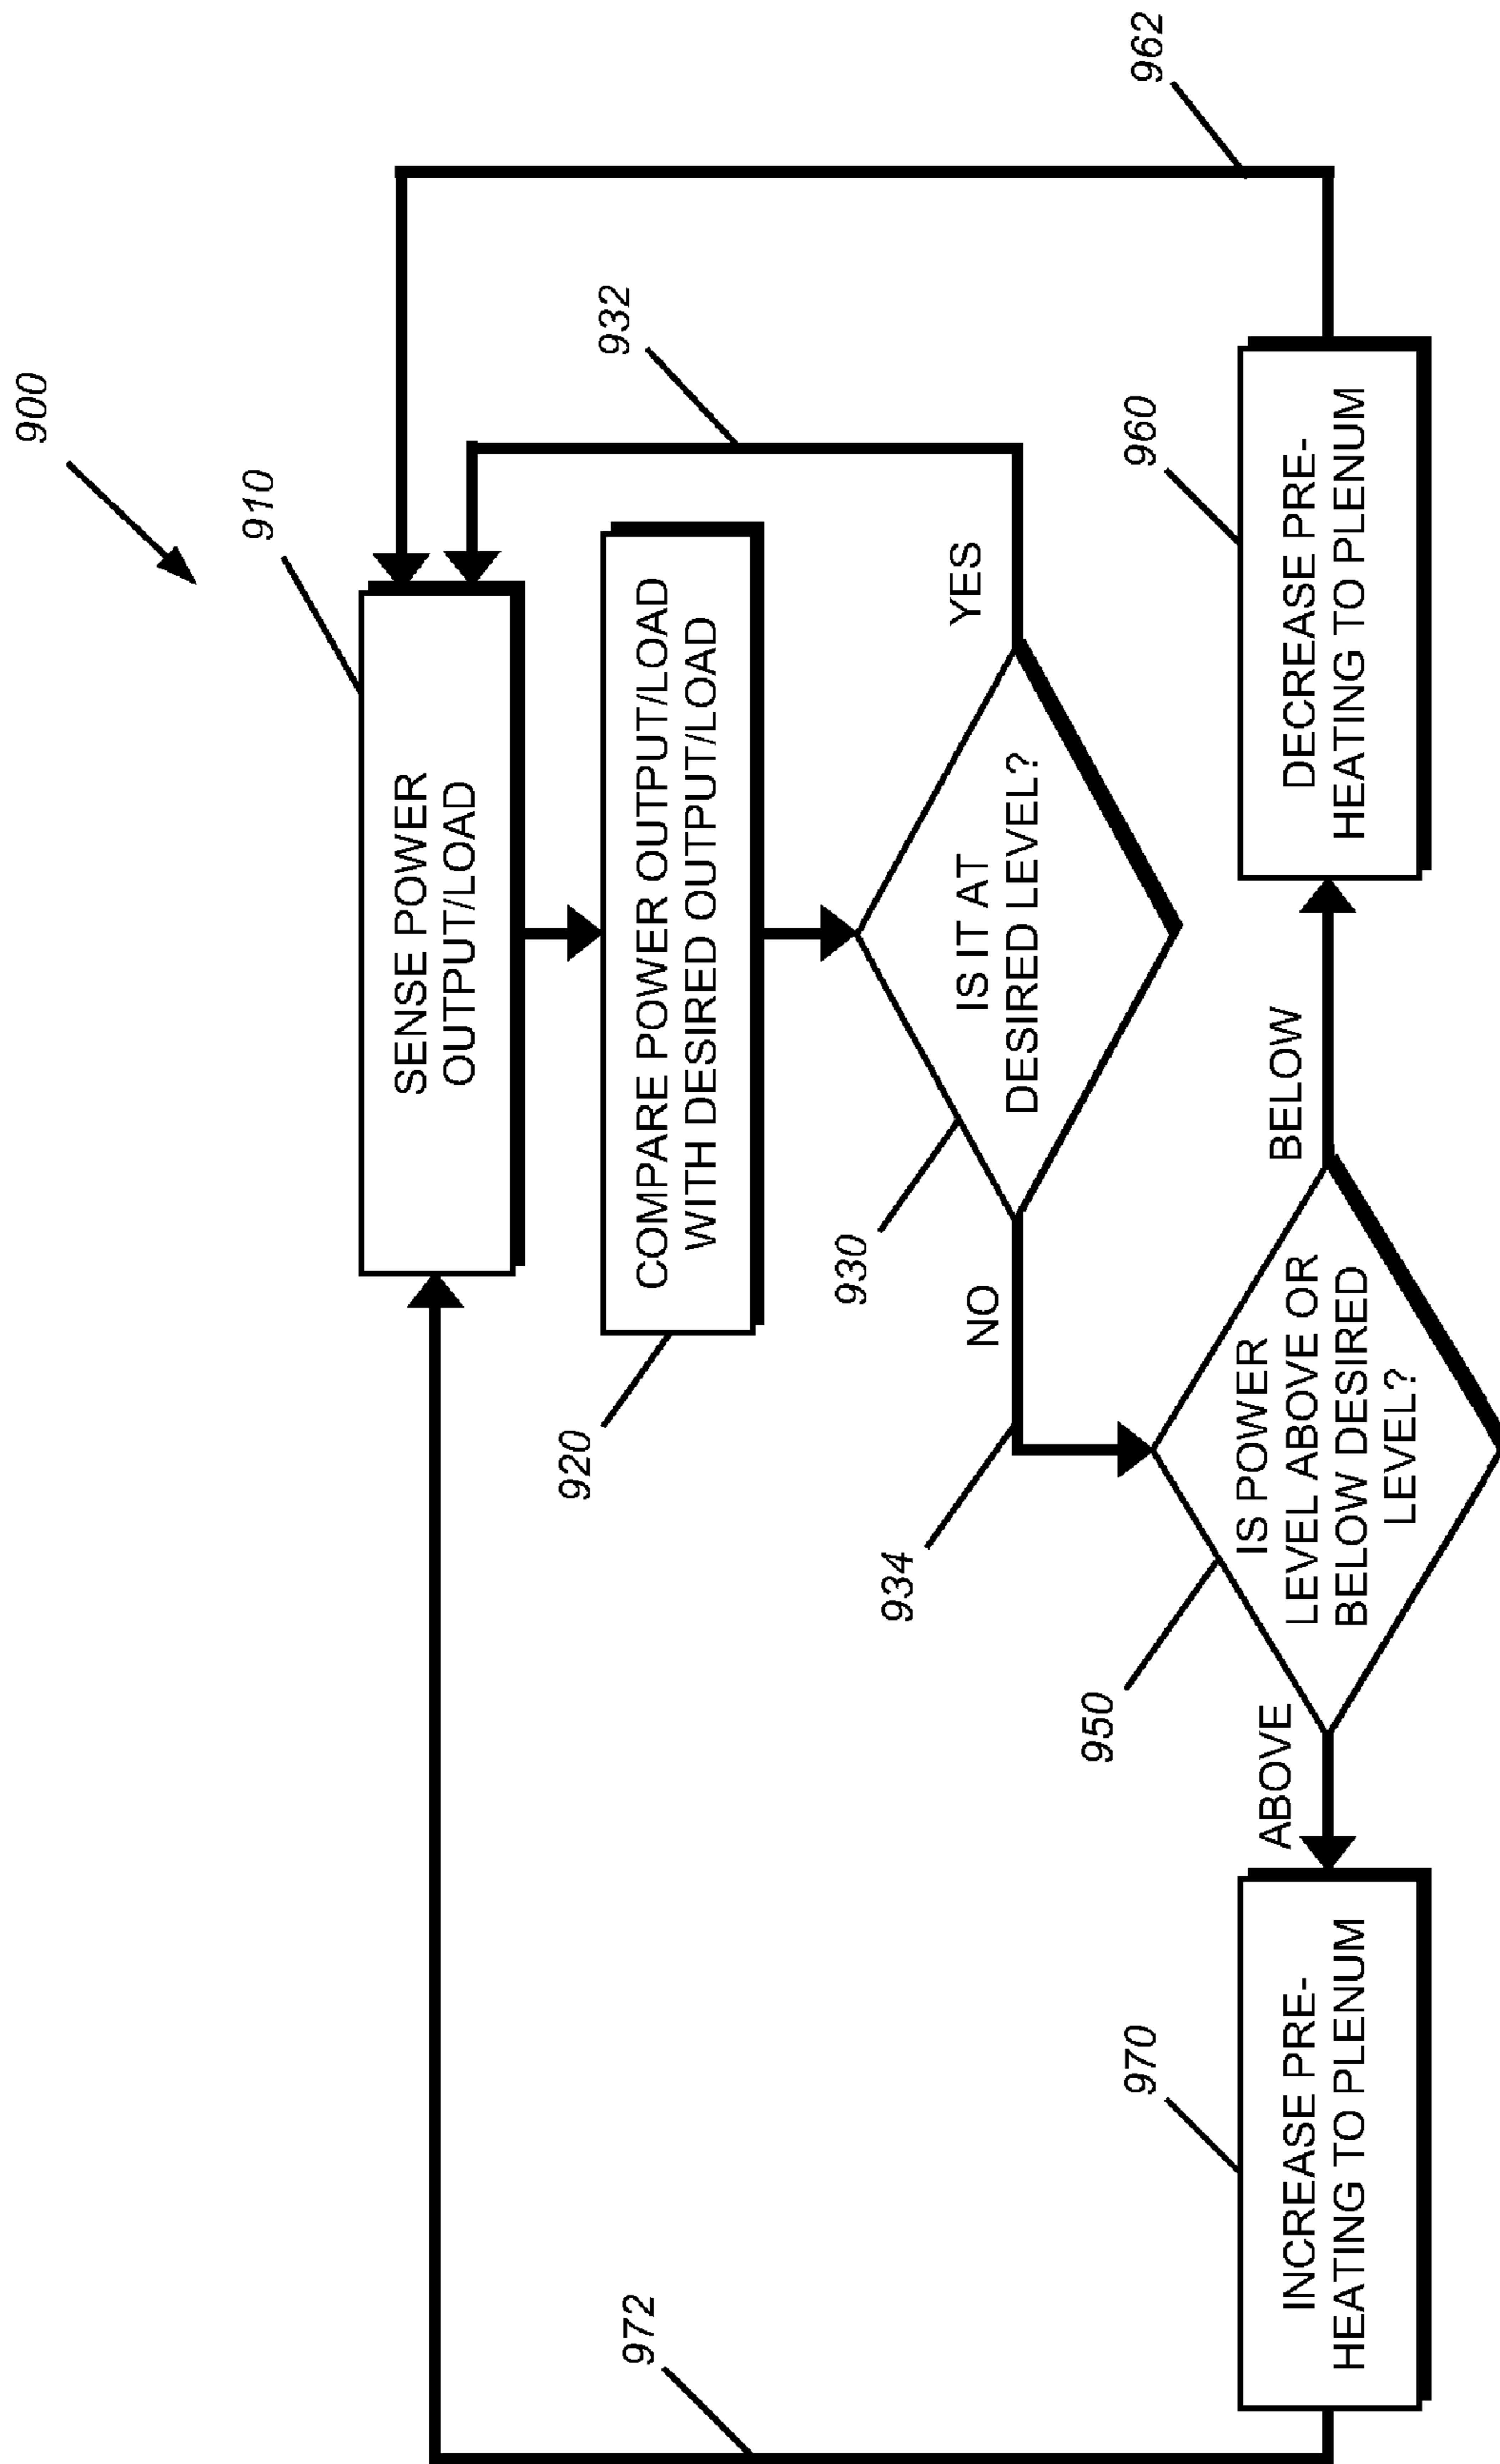 900
910
SENSE POWER
OUTPUT/LOAD
962
920
COMPARE POWER OUTPUT/LOAD
WITH DESIRED OUTPUT/LOAD
932
972
930
IS IT AT
DESIRED LEVEL?
YES
NO
934
950
IS POWER
LEVEL ABOVE OR
BELOW DESIRED
LEVEL?
ABOVE
BELOW
970
INCREASE PRE-
HEATING TO PLENUM
960
DECREASE PRE-
HEATING TO PLENUM